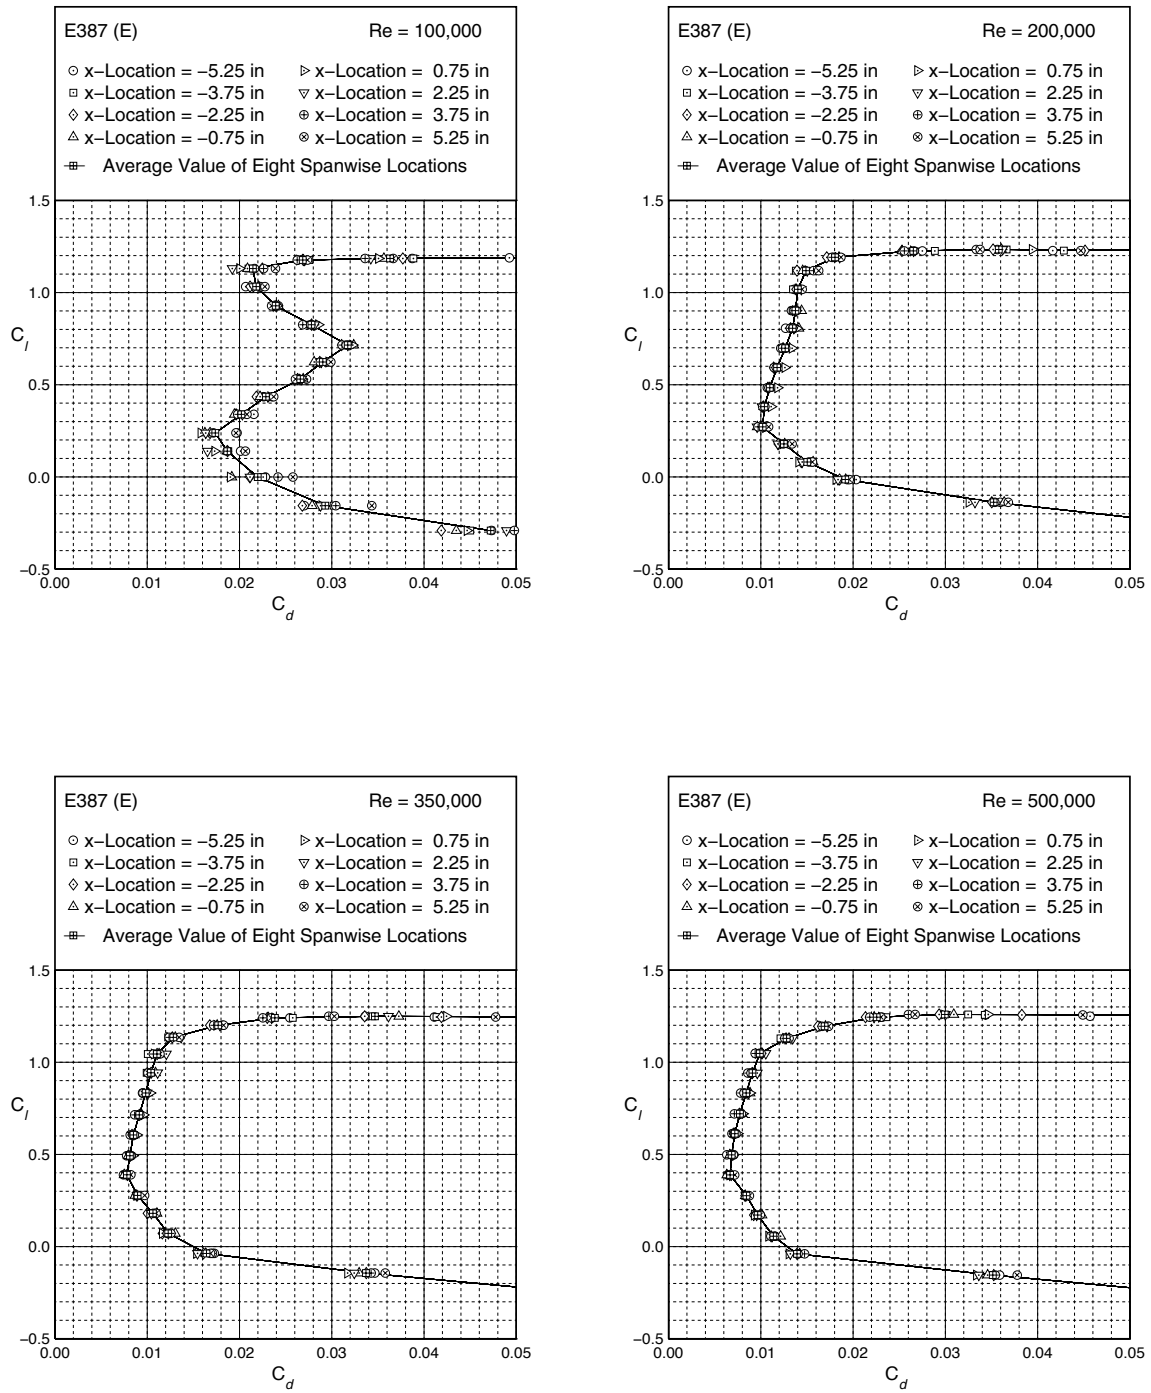 E387 (E) Re = 100,000
x−Location = −5.25 in x−Location = 0.75 in
x−Location = −3.75 in x−Location = 2.25 in
x−Location = −2.25 in x−Location = 3.75 in
x−Location = −0.75 in x−Location = 5.25 in
Average Value of Eight Spanwise Locations
1.5
1.0
C_l
0.5
0.0
−0.5
0.00 0.01 0.02 0.03 0.04 0.05
C_d
E387 (E) Re = 200,000
x−Location = −5.25 in x−Location = 0.75 in
x−Location = −3.75 in x−Location = 2.25 in
x−Location = −2.25 in x−Location = 3.75 in
x−Location = −0.75 in x−Location = 5.25 in
Average Value of Eight Spanwise Locations
1.5
1.0
C_l
0.5
0.0
−0.5
0.00 0.01 0.02 0.03 0.04 0.05
C_d
E387 (E) Re = 350,000
x−Location = −5.25 in x−Location = 0.75 in
x−Location = −3.75 in x−Location = 2.25 in
x−Location = −2.25 in x−Location = 3.75 in
x−Location = −0.75 in x−Location = 5.25 in
Average Value of Eight Spanwise Locations
1.5
1.0
C_l
0.5
0.0
−0.5
0.00 0.01 0.02 0.03 0.04 0.05
C_d
E387 (E) Re = 500,000
x−Location = −5.25 in x−Location = 0.75 in
x−Location = −3.75 in x−Location = 2.25 in
x−Location = −2.25 in x−Location = 3.75 in
x−Location = −0.75 in x−Location = 5.25 in
Average Value of Eight Spanwise Locations
1.5
1.0
C_l
0.5
0.0
−0.5
0.00 0.01 0.02 0.03 0.04 0.05
C_d